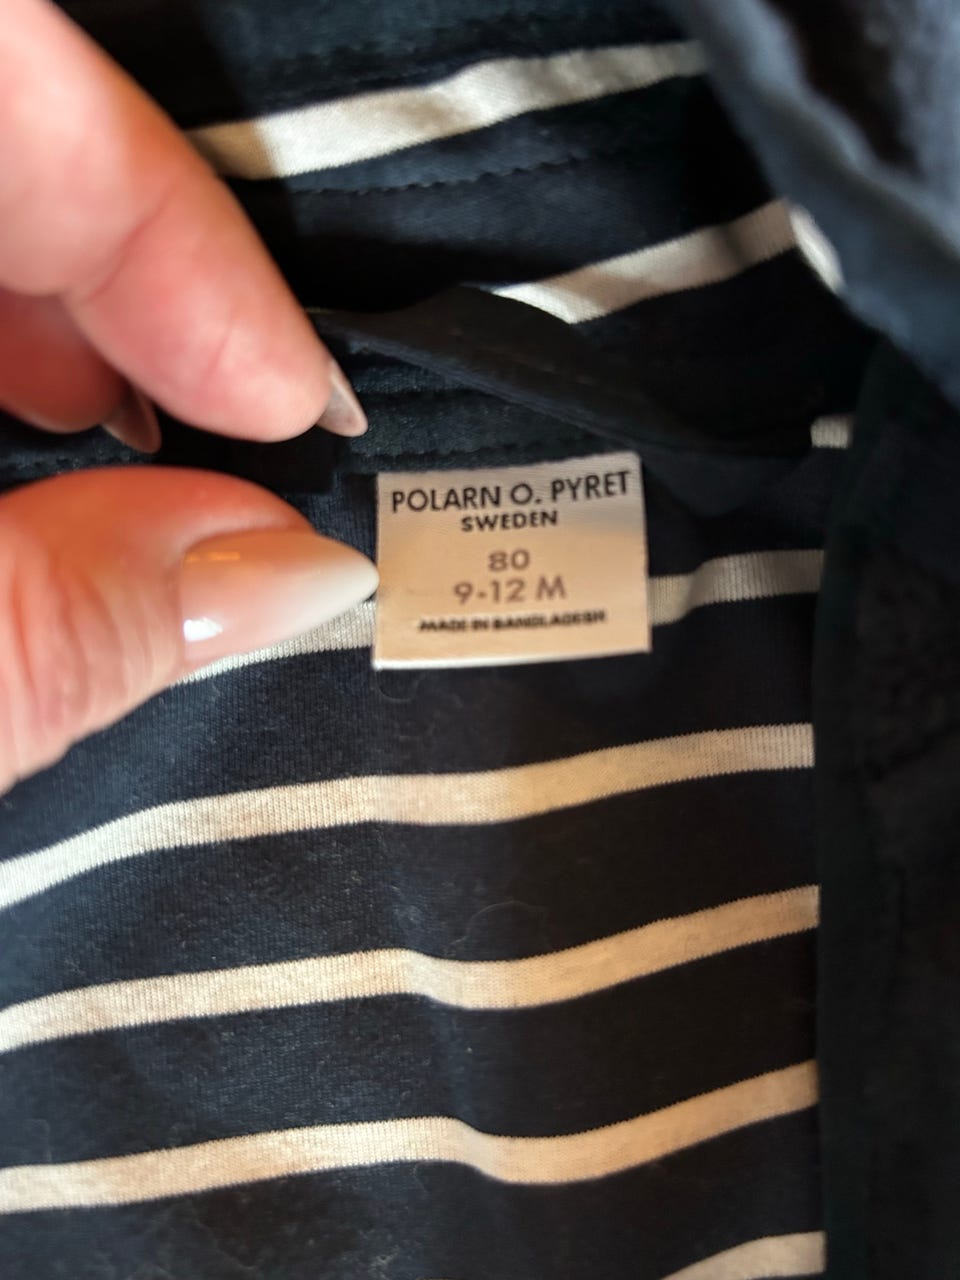 POLARN O. PYRET
SWEDEN
80
9-12 M
MADE IN BANGLADESH